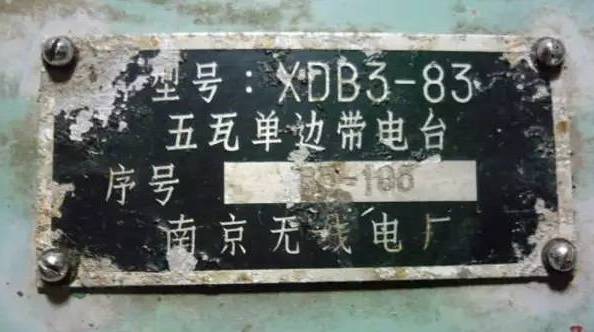 型号：XDB3-83
五瓦单边带电台
序号 -100
南京无线电厂